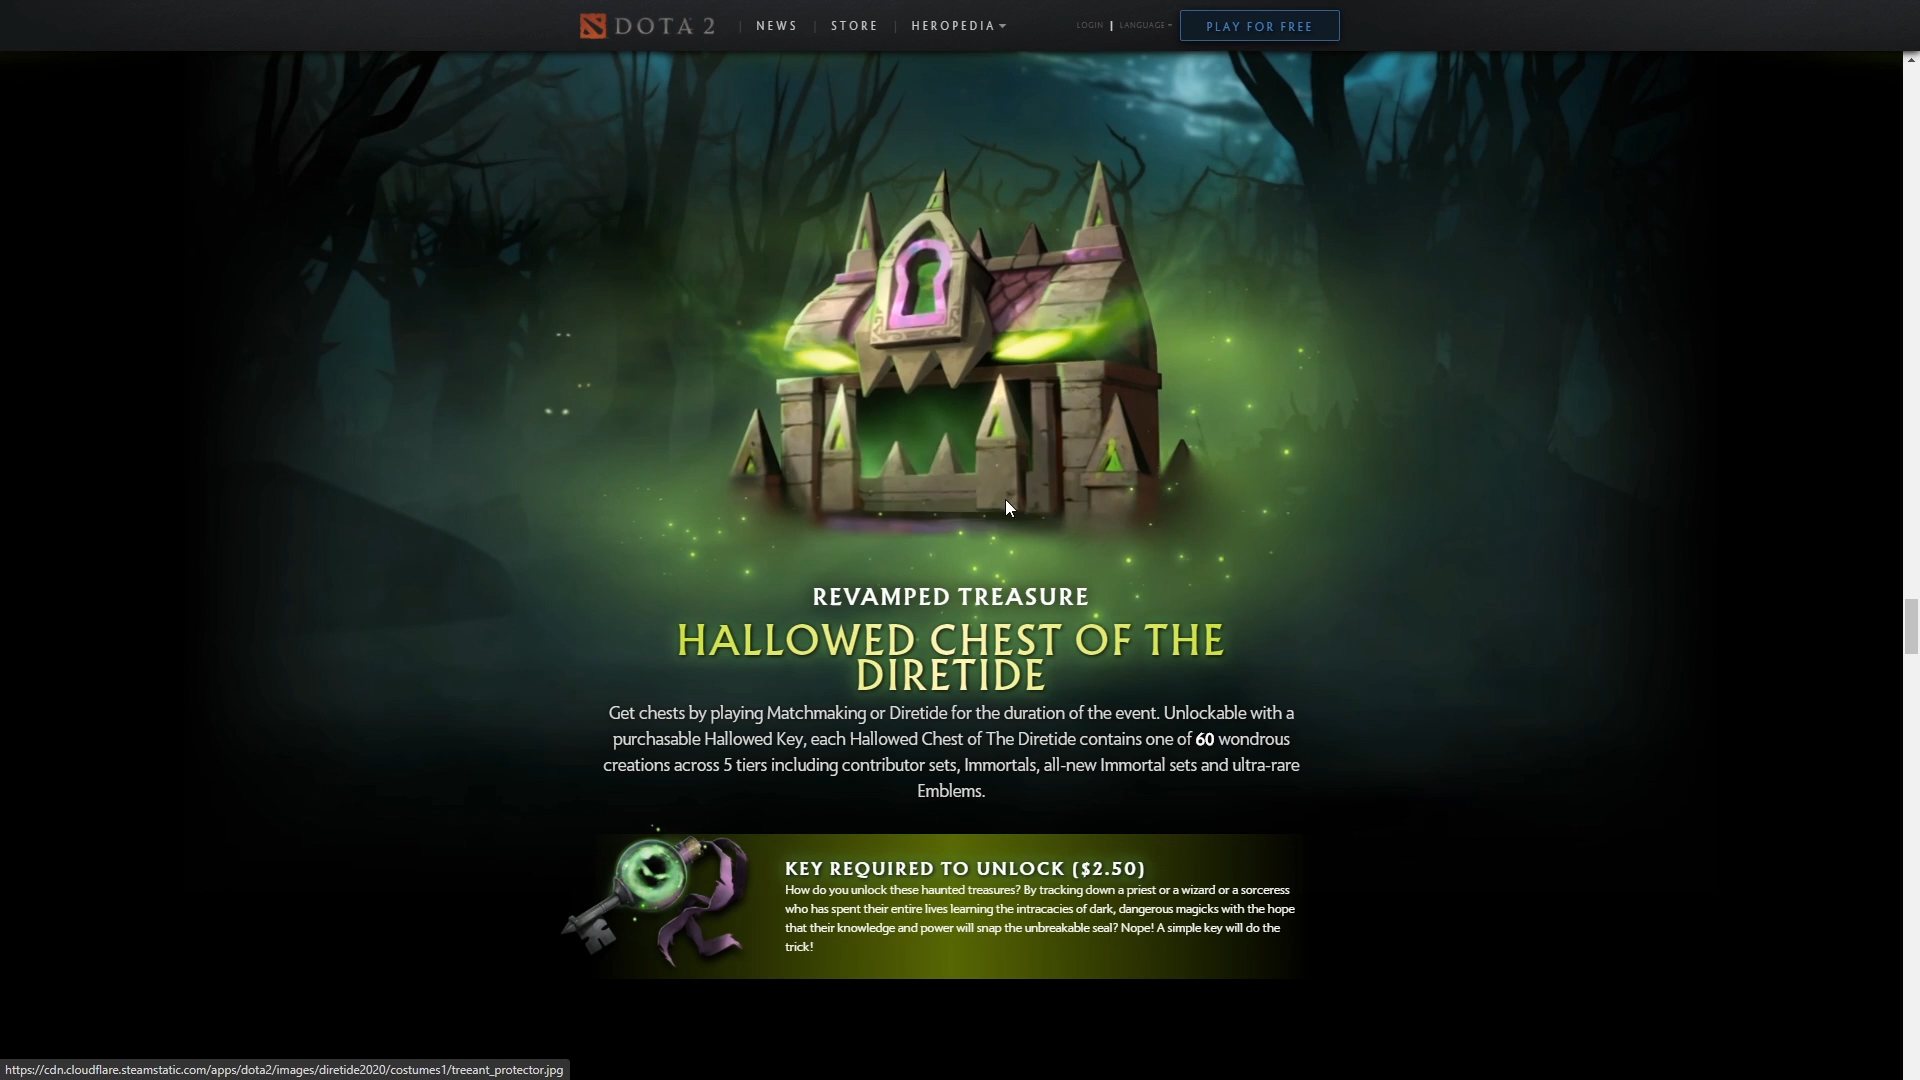 DOTA 2
NEWS
STORE
HEROPEDIA
LOGIN | LANGUAGE
PLAY FOR FREE
REVAMPED TREASURE
HALLOWED CHEST OF THE
DIRETIDE
Get chests by playing Matchmaking or Diretide for the duration of the event. Unlockable with a
purchasable Hallowed Key, each Hallowed Chest of The Diretide contains one of 60 wondrous
creations across 5 tiers including contributor sets, Immortals, all-new Immortal sets and ultra-rare
Emblems.
KEY REQUIRED TO UNLOCK ($2.50)
How do you unlock these haunted treasures? By tracking down a priest or a wizard or a sorceress
who has spent their entire lives learning the intracacies of dark, dangerous magicks with the hope
that their knowledge and power will snap the unbreakable seal? Nope! A simple key will do the
trick!
https://cdn.cloudflare.steamstatic.com/apps/dota2/images/diretide2020/costumes1/treeant_protector.jpg